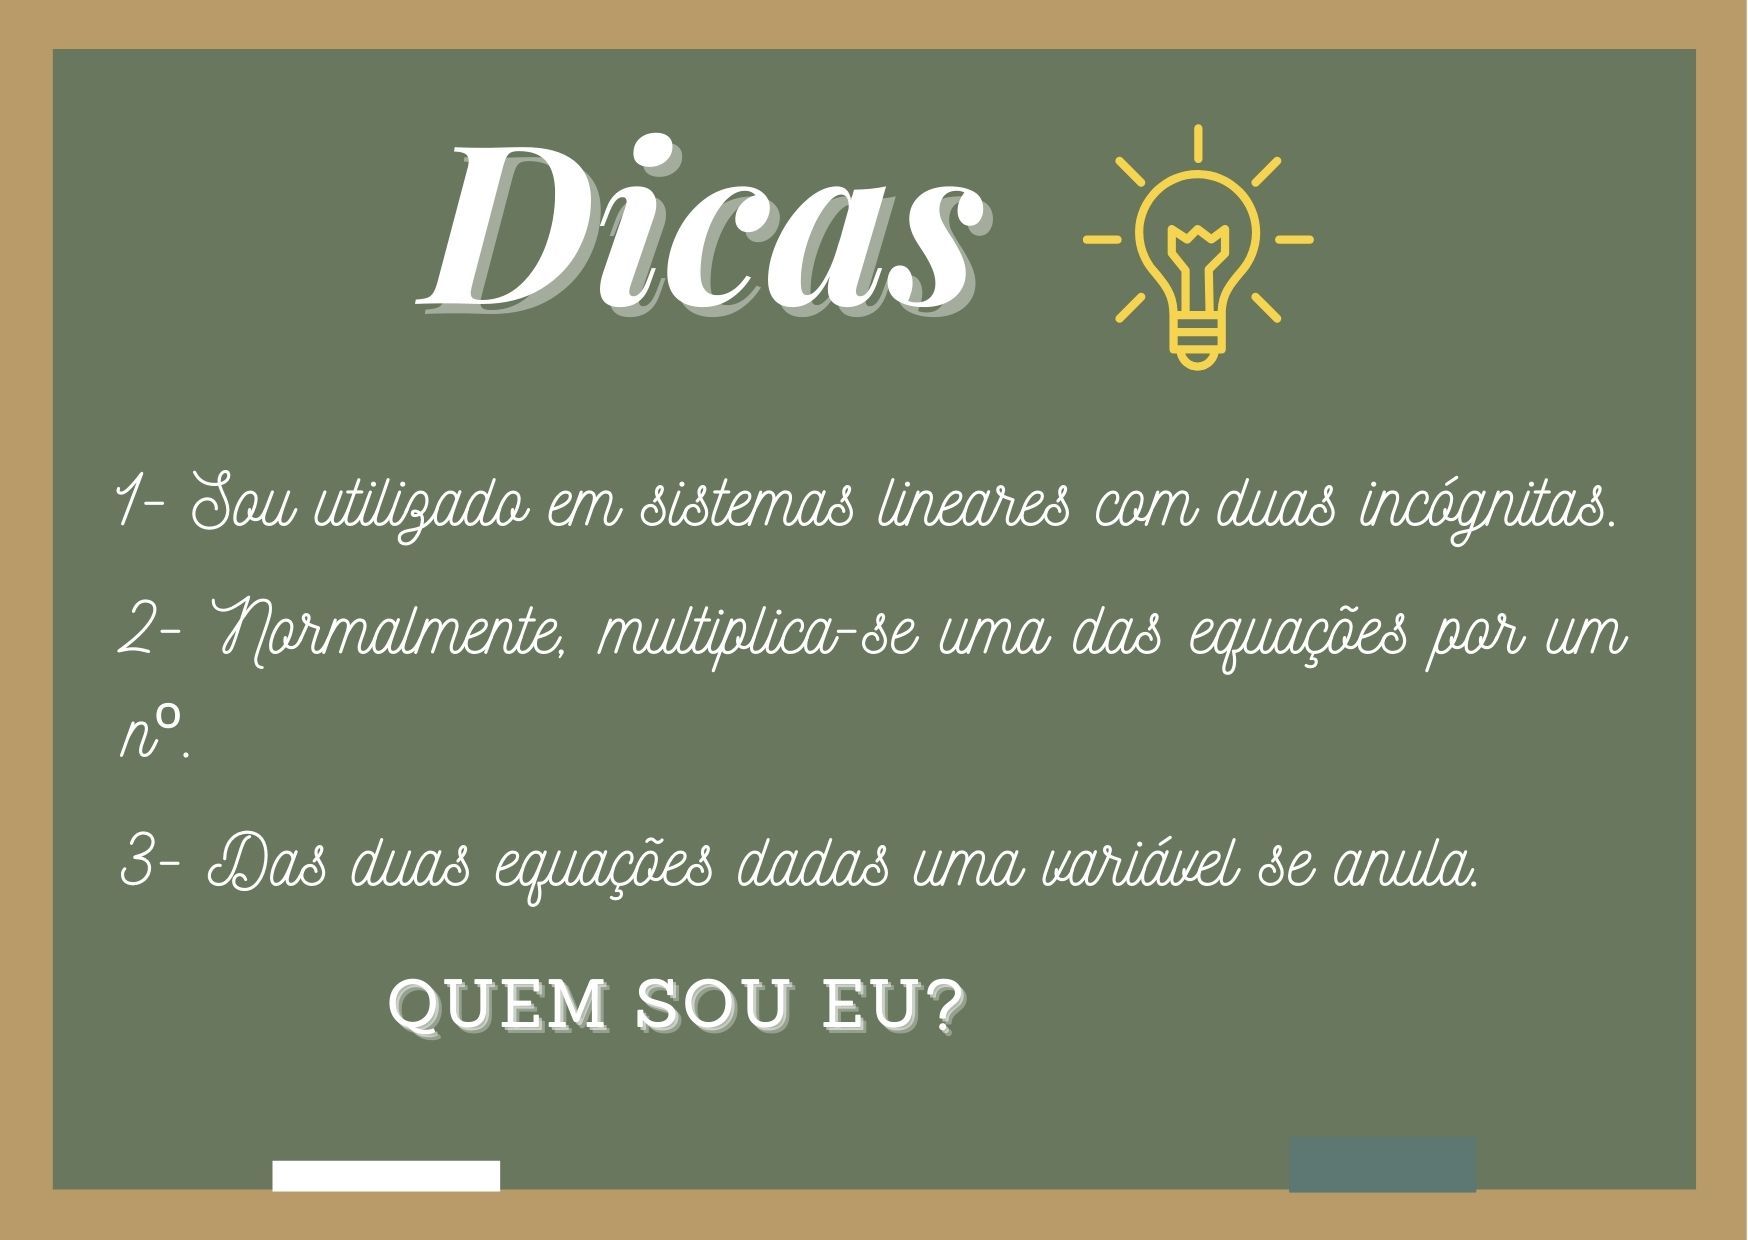 Dicas
1- Sou utilizado em sistemas lineares com duas incógnitas.
2- Normalmente, multiplica-se uma das equações por um
nº.
3- Das duas equações dadas uma variável se anula.
QUEM SOU EU?